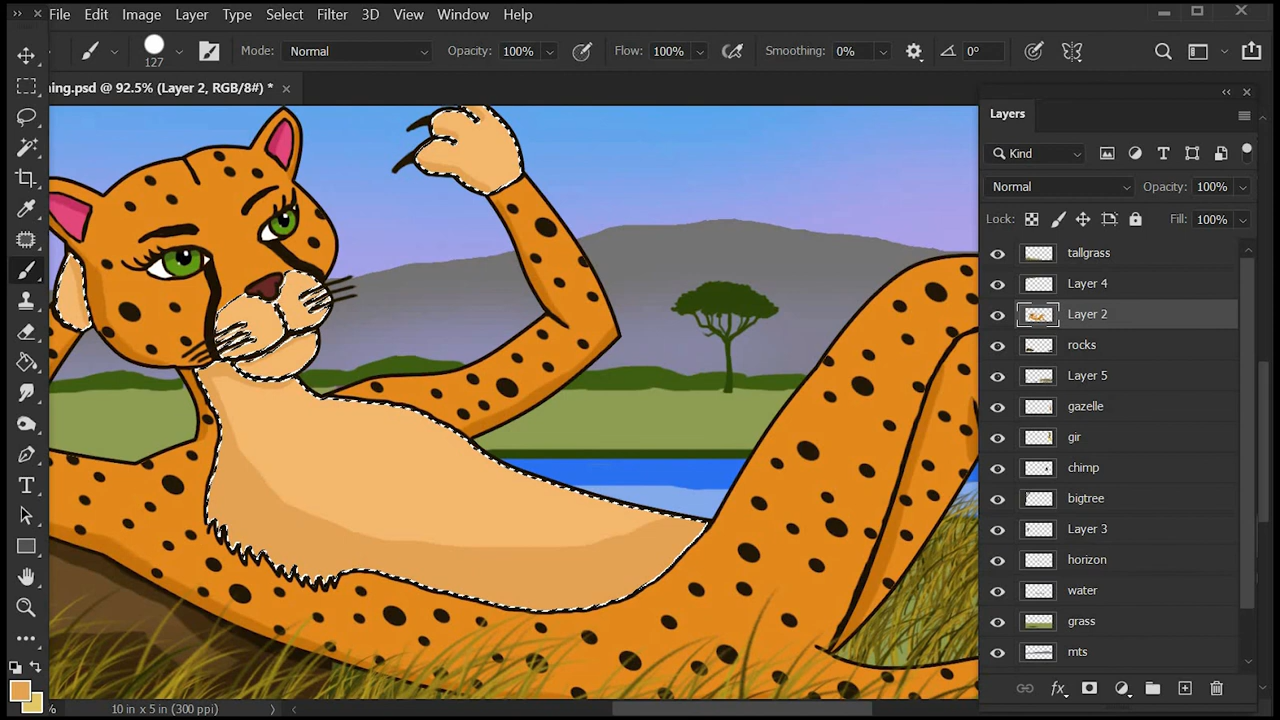 File Edit Image Layer Type Select Filter 3D View Window Help
127 Mode: Normal Opacity: 100% Flow: 100% Smoothing: 0% 0°
ing.psd @ 92.5% (Layer 2, RGB/8#) *
Layers
Kind
Normal Opacity: 100%
Lock: Fill: 100%
tallgrass
Layer 4
Layer 2
rocks
Layer 5
gazelle
gir
chimp
bigtree
Layer 3
horizon
water
grass
mts
% 10 in x 5 in (300 ppi)